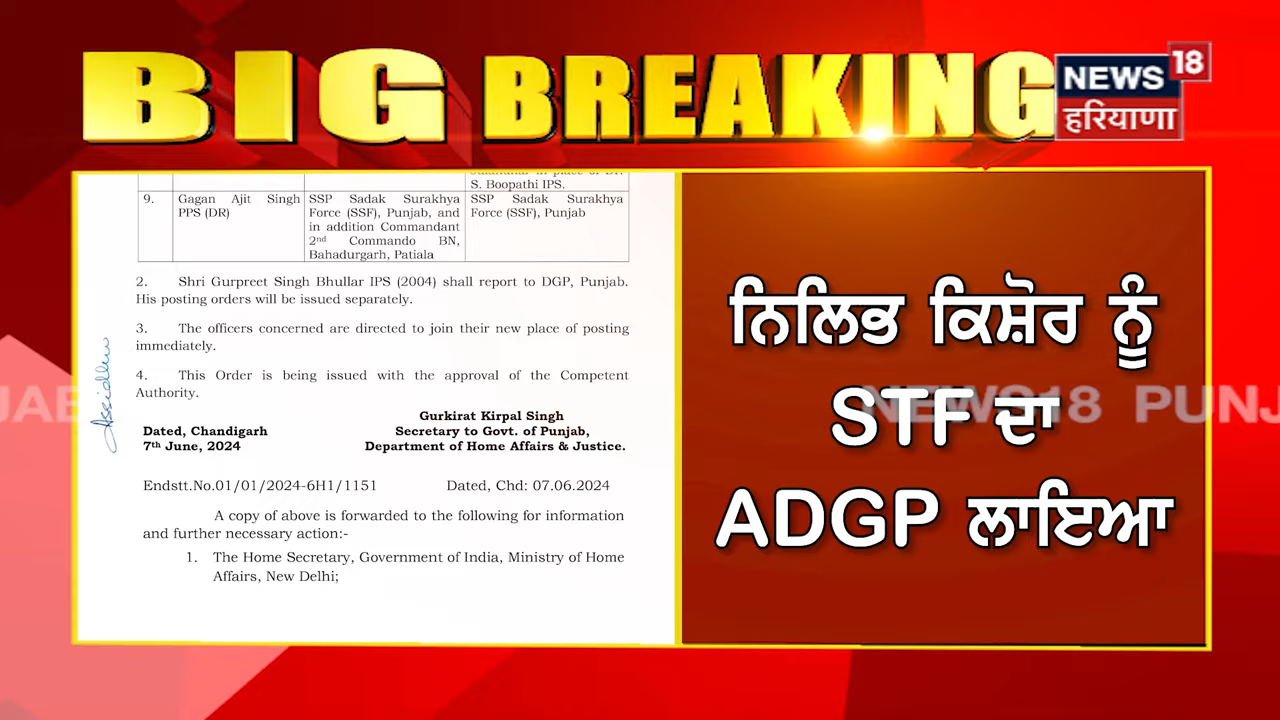 BIG BREAKING
NEWS 18
हरियाणा
S. Boopathi IPS.
9. Gagan Ajit Singh PPS (DR) SSP Sadak Surakhya Force (SSF), Punjab, and in addition Commandant 2nd Commando BN, Bahadurgarh, Patiala SSP Sadak Surakhya Force (SSF), Punjab
2. Shri Gurpreet Singh Bhullar IPS (2004) shall report to DGP, Punjab.
His posting orders will be issued separately.
3. The officers concerned are directed to join their new place of posting
immediately.
4. This Order is being issued with the approval of the Competent
Authority.
Dated, Chandigarh
7th June, 2024
Gurkirat Kirpal Singh
Secretary to Govt. of Punjab,
Department of Home Affairs & Justice.
Endstt.No.01/01/2024-6H1/1151 Dated, Chd: 07.06.2024
A copy of above is forwarded to the following for information
and further necessary action:-
1. The Home Secretary, Government of India, Ministry of Home
Affairs, New Delhi;
ਨਿਲਿਭ ਕਿਸ਼ੋਰ ਨੂੰ
STF ਦਾ
ADGP ਲਾਇਆ
NEWS18 PUNJ